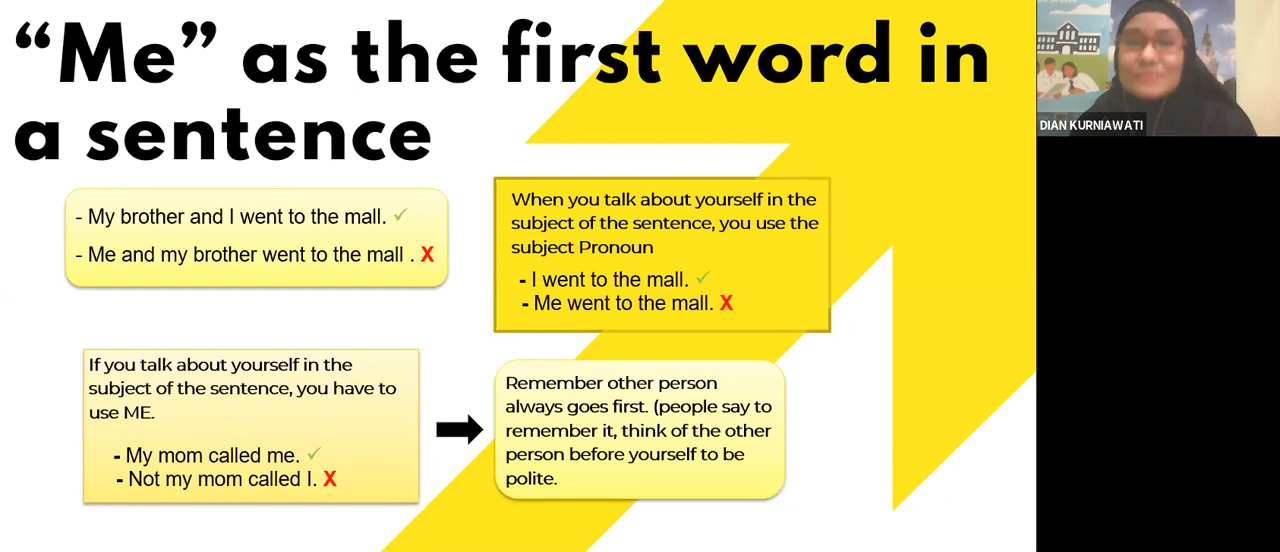 “Me” as the first word in
a sentence
- My brother and I went to the mall. ✓
- Me and my brother went to the mall . X
When you talk about yourself in the
subject of the sentence, you use the
subject Pronoun
- I went to the mall. ✓
- Me went to the mall. X
If you talk about yourself in the
subject of the sentence, you have to
use ME.
- My mom called me. ✓
- Not my mom called I. X
Remember other person
always goes first. (people say to
remember it, think of the other
person before yourself to be
polite.
DIAN KURNIAWATI